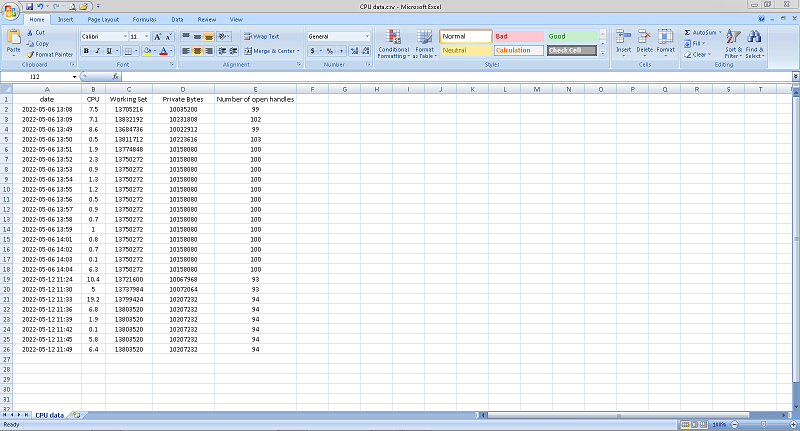 CPU data.csv - Microsoft Excel
Home Insert Page Layout Formulas Data Review View
Paste
Cut
Copy
Format Painter
Clipboard
Calibri 11
B I U
Font
Wrap Text
Merge & Center
Alignment
General
$ % ,
Number
Conditional Formatting
Format as Table
Normal Bad Good
Neutral Calculation Check Cell
Styles
Insert Delete Format
Cells
AutoSum
Fill
Clear
Sort & Filter
Find & Select
Editing
I12 fx
A B C D E F G H I J K L M N O P Q R S T
1 date CPU Working Set Private Bytes Number of open handles
2 2022-05-06 13:08 7.5 13705216 10035200 99
3 2022-05-06 13:09 7.1 13832192 10231808 102
4 2022-05-06 13:49 8.6 13684736 10022912 99
5 2022-05-06 13:50 0.5 13811712 10223616 103
6 2022-05-06 13:51 1.9 13774848 10158080 100
7 2022-05-06 13:52 2.3 13750272 10158080 100
8 2022-05-06 13:53 0.9 13750272 10158080 100
9 2022-05-06 13:54 1.3 13750272 10158080 100
10 2022-05-06 13:55 1.2 13750272 10158080 100
11 2022-05-06 13:56 0.5 13750272 10158080 100
12 2022-05-06 13:57 0.9 13750272 10158080 100
13 2022-05-06 13:58 0.7 13750272 10158080 100
14 2022-05-06 13:59 1 13750272 10158080 100
15 2022-05-06 14:01 0.8 13750272 10158080 100
16 2022-05-06 14:02 0.7 13750272 10158080 100
17 2022-05-06 14:03 0.1 13750272 10158080 100
18 2022-05-06 14:04 6.3 13750272 10158080 100
19 2022-05-12 11:24 10.4 13721600 10067968 93
20 2022-05-12 11:30 5 13737984 10072064 93
21 2022-05-12 11:33 19.2 13799424 10207232 94
22 2022-05-12 11:36 6.8 13803520 10207232 94
23 2022-05-12 11:39 1.9 13803520 10207232 94
24 2022-05-12 11:42 0.1 13803520 10207232 94
25 2022-05-12 11:45 5.8 13803520 10207232 94
26 2022-05-12 11:49 6.4 13803520 10207232 94
27
28
29
30
31
32
CPU data
Ready 100%